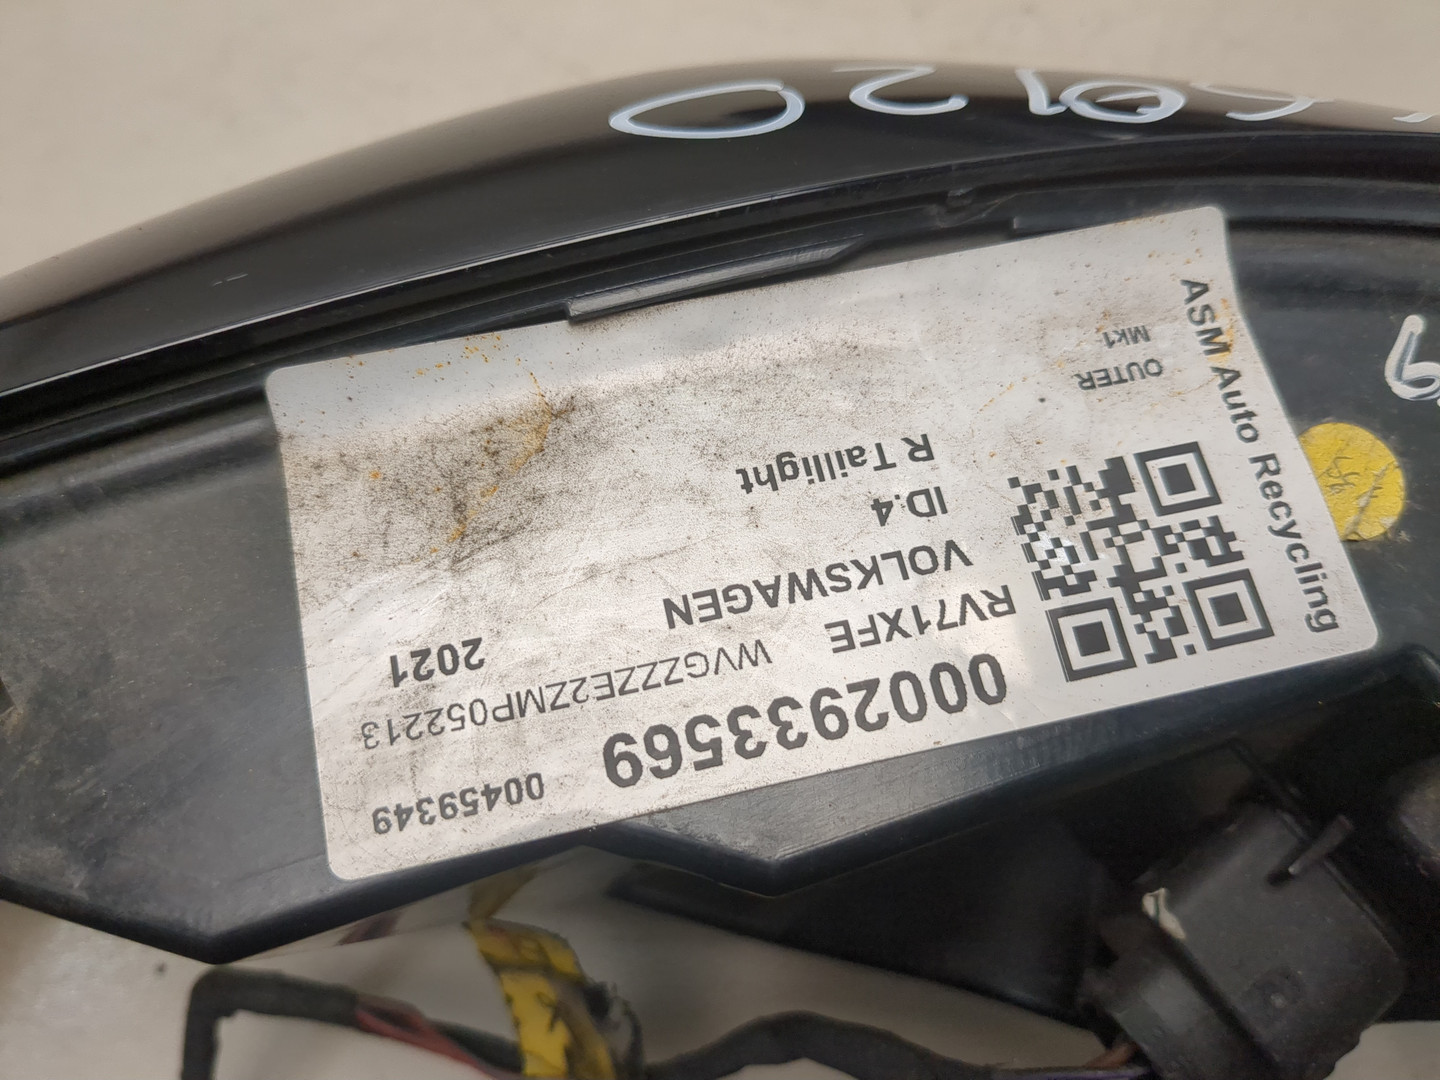 0002933569
00459349
RV71XFE
WVGZZZE2ZMP052213
VOLKSWAGEN
2021
ID.4
R Taillight
OUTER
MK1
ASM Auto Recycling